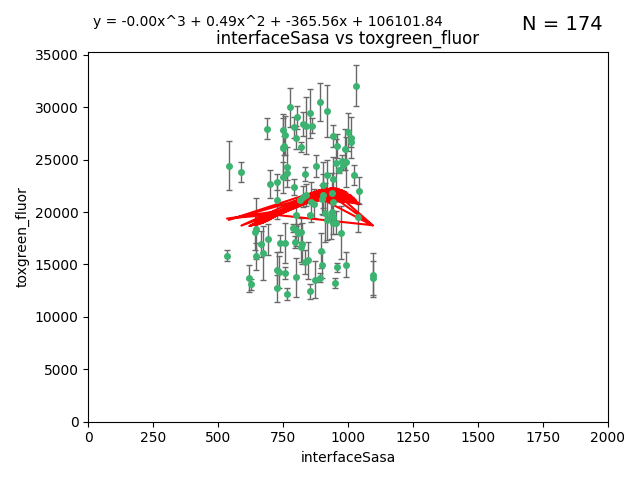 y = -0.00x^3 + 0.49x^2 + -365.56x + 106101.84
N = 174
interfaceSasa vs toxgreen_fluor
35000
30000
25000
20000
15000
10000
5000
0
toxgreen_fluor
0 250 500 750 1000 1250 1500 1750 2000
interfaceSasa